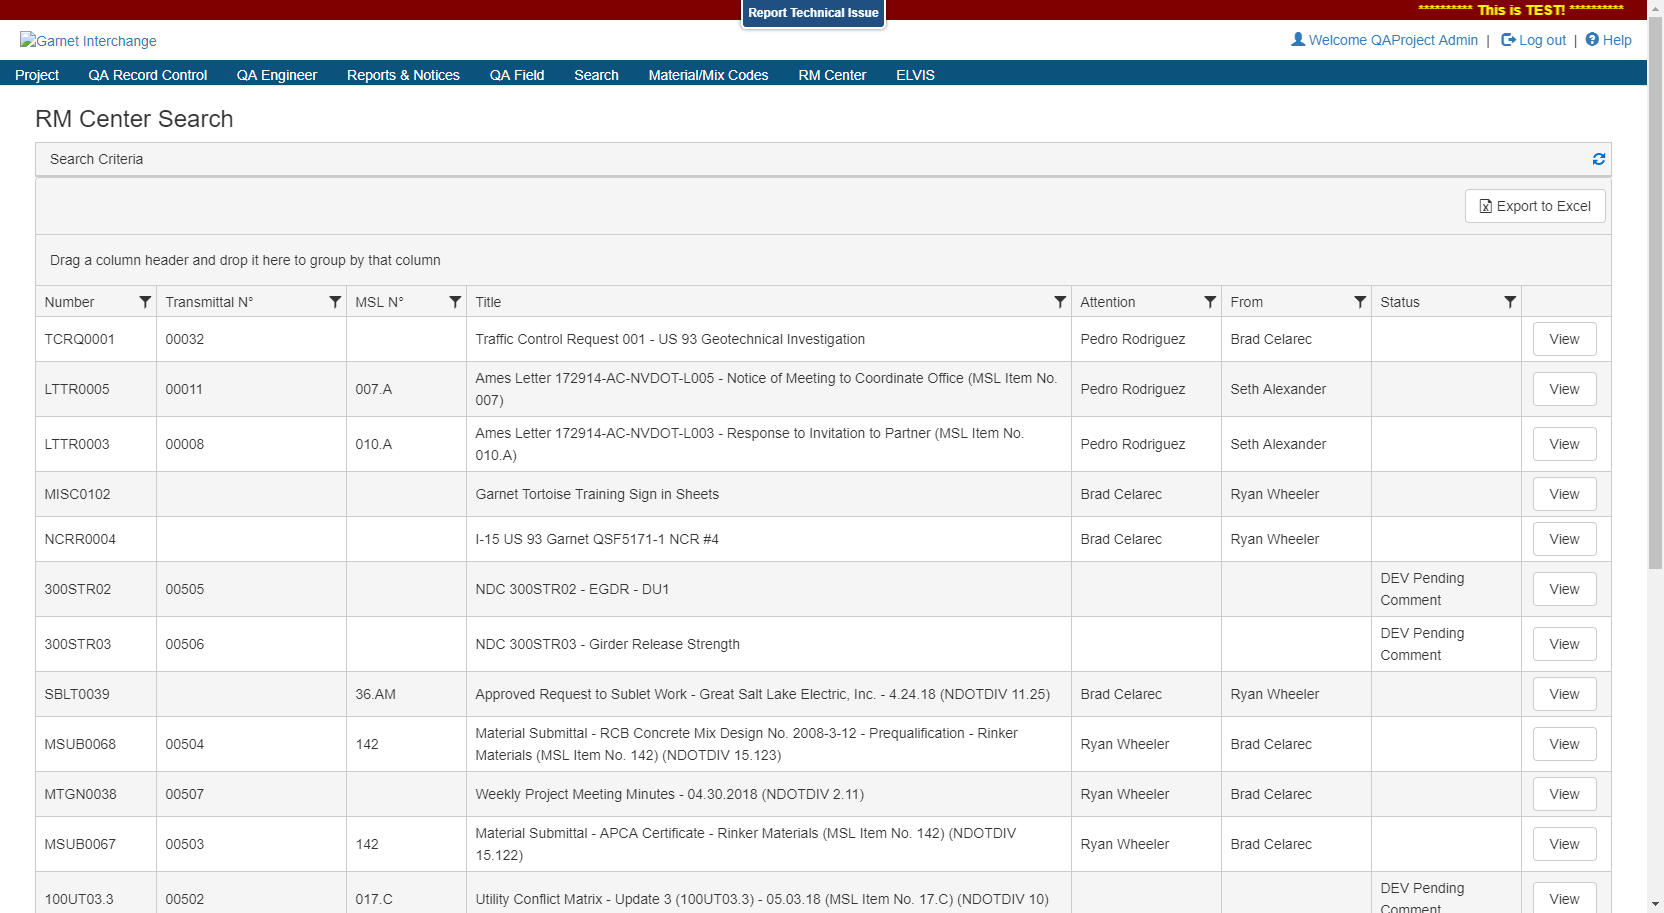 ********** This is TEST! **********
Report Technical Issue
Garnet Interchange
Welcome QAProject Admin | Log out | Help
Project QA Record Control QA Engineer Reports & Notices QA Field Search Material/Mix Codes RM Center ELVIS
RM Center Search
Search Criteria
Export to Excel
Drag a column header and drop it here to group by that column
Number Transmittal N° MSL N° Title Attention From Status
TCRQ0001 00032 Traffic Control Request 001 - US 93 Geotechnical Investigation Pedro Rodriguez Brad Celarec View
LTTR0005 00011 007.A Ames Letter 172914-AC-NVDOT-L005 - Notice of Meeting to Coordinate Office (MSL Item No.
007) Pedro Rodriguez Seth Alexander View
LTTR0003 00008 010.A Ames Letter 172914-AC-NVDOT-L003 - Response to Invitation to Partner (MSL Item No.
010.A) Pedro Rodriguez Seth Alexander View
MISC0102 Garnet Tortoise Training Sign in Sheets Brad Celarec Ryan Wheeler View
NCRR0004 I-15 US 93 Garnet QSF5171-1 NCR #4 Brad Celarec Ryan Wheeler View
300STR02 00505 NDC 300STR02 - EGDR - DU1 DEV Pending
Comment View
300STR03 00506 NDC 300STR03 - Girder Release Strength DEV Pending
Comment View
SBLT0039 36.AM Approved Request to Sublet Work - Great Salt Lake Electric, Inc. - 4.24.18 (NDOTDIV 11.25) Brad Celarec Ryan Wheeler View
MSUB0068 00504 142 Material Submittal - RCB Concrete Mix Design No. 2008-3-12 - Prequalification - Rinker
Materials (MSL Item No. 142) (NDOTDIV 15.123) Ryan Wheeler Brad Celarec View
MTGN0038 00507 Weekly Project Meeting Minutes - 04.30.2018 (NDOTDIV 2.11) Ryan Wheeler Brad Celarec View
MSUB0067 00503 142 Material Submittal - APCA Certificate - Rinker Materials (MSL Item No. 142) (NDOTDIV
15.122) Ryan Wheeler Brad Celarec View
100UT03.3 00502 017.C Utility Conflict Matrix - Update 3 (100UT03.3) - 05.03.18 (MSL Item No. 17.C) (NDOTDIV 10) DEV Pending
Comment View